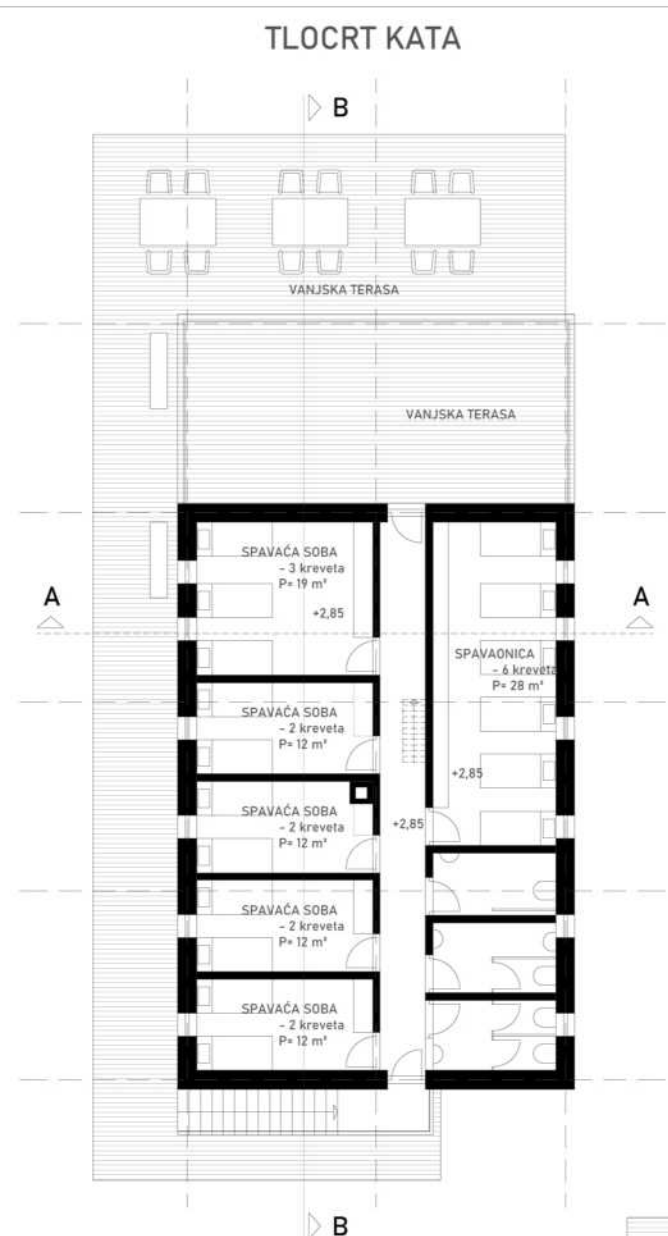 TLOCRT KATA
B
VANJSKA TERASA
VANJSKA TERASA
SPAVAĆA SOBA
- 3 kreveta
P= 19 m²
+2,85
A
A
SPAVAONICA
- 6 kreveta
P= 28 m²
SPAVAĆA SOBA
- 2 kreveta
P= 12 m²
+2,85
SPAVAĆA SOBA
- 2 kreveta
P= 12 m²
+2,85
SPAVAĆA SOBA
- 2 kreveta
P= 12 m²
SPAVAĆA SOBA
- 2 kreveta
P= 12 m²
B